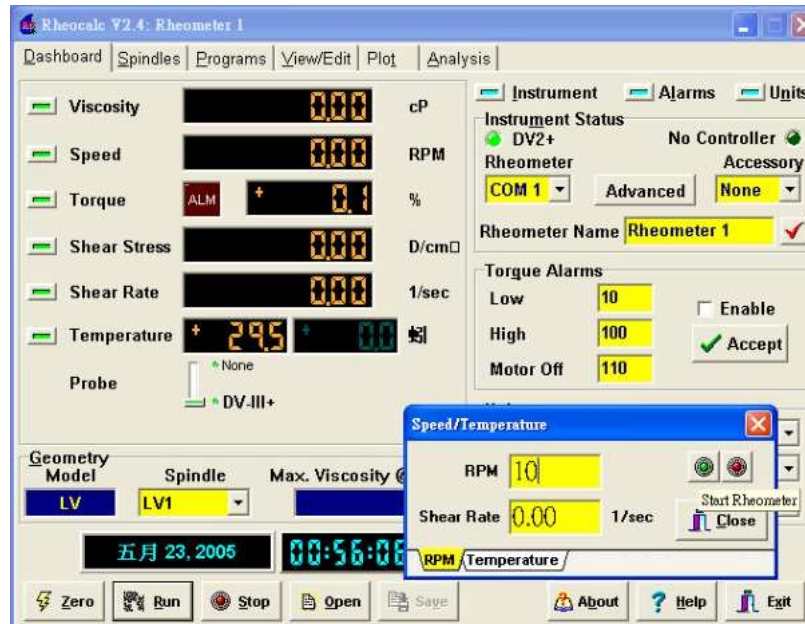 Rheocalc V2.4: Rheometer 1
Dashboard Spindles Programs View/Edit Plot Analysis
Viscosity 0.00 cP
Speed 0.00 RPM
Torque ALM + 0.1 %
Shear Stress 0.00 D/cm□
Shear Rate 0.00 1/sec
Temperature + 29.5 + 0.0
Probe
None
DV-III+
Instrument Alarms Units
Instrument Status
DV2+ No Controller
Rheometer Accessory
COM 1 Advanced None
Rheometer Name Rheometer 1
Torque Alarms
Low 10
High 100
Motor Off 110
Enable
Accept
Geometry
Model Spindle Max. Viscosity @
LV LV1
Speed/Temperature
RPM 10
Start Rheometer
Shear Rate 0.00 1/sec Close
RPM Temperature
五月 23, 2005 00:56:08
Zero Run Stop Open Save About Help Exit